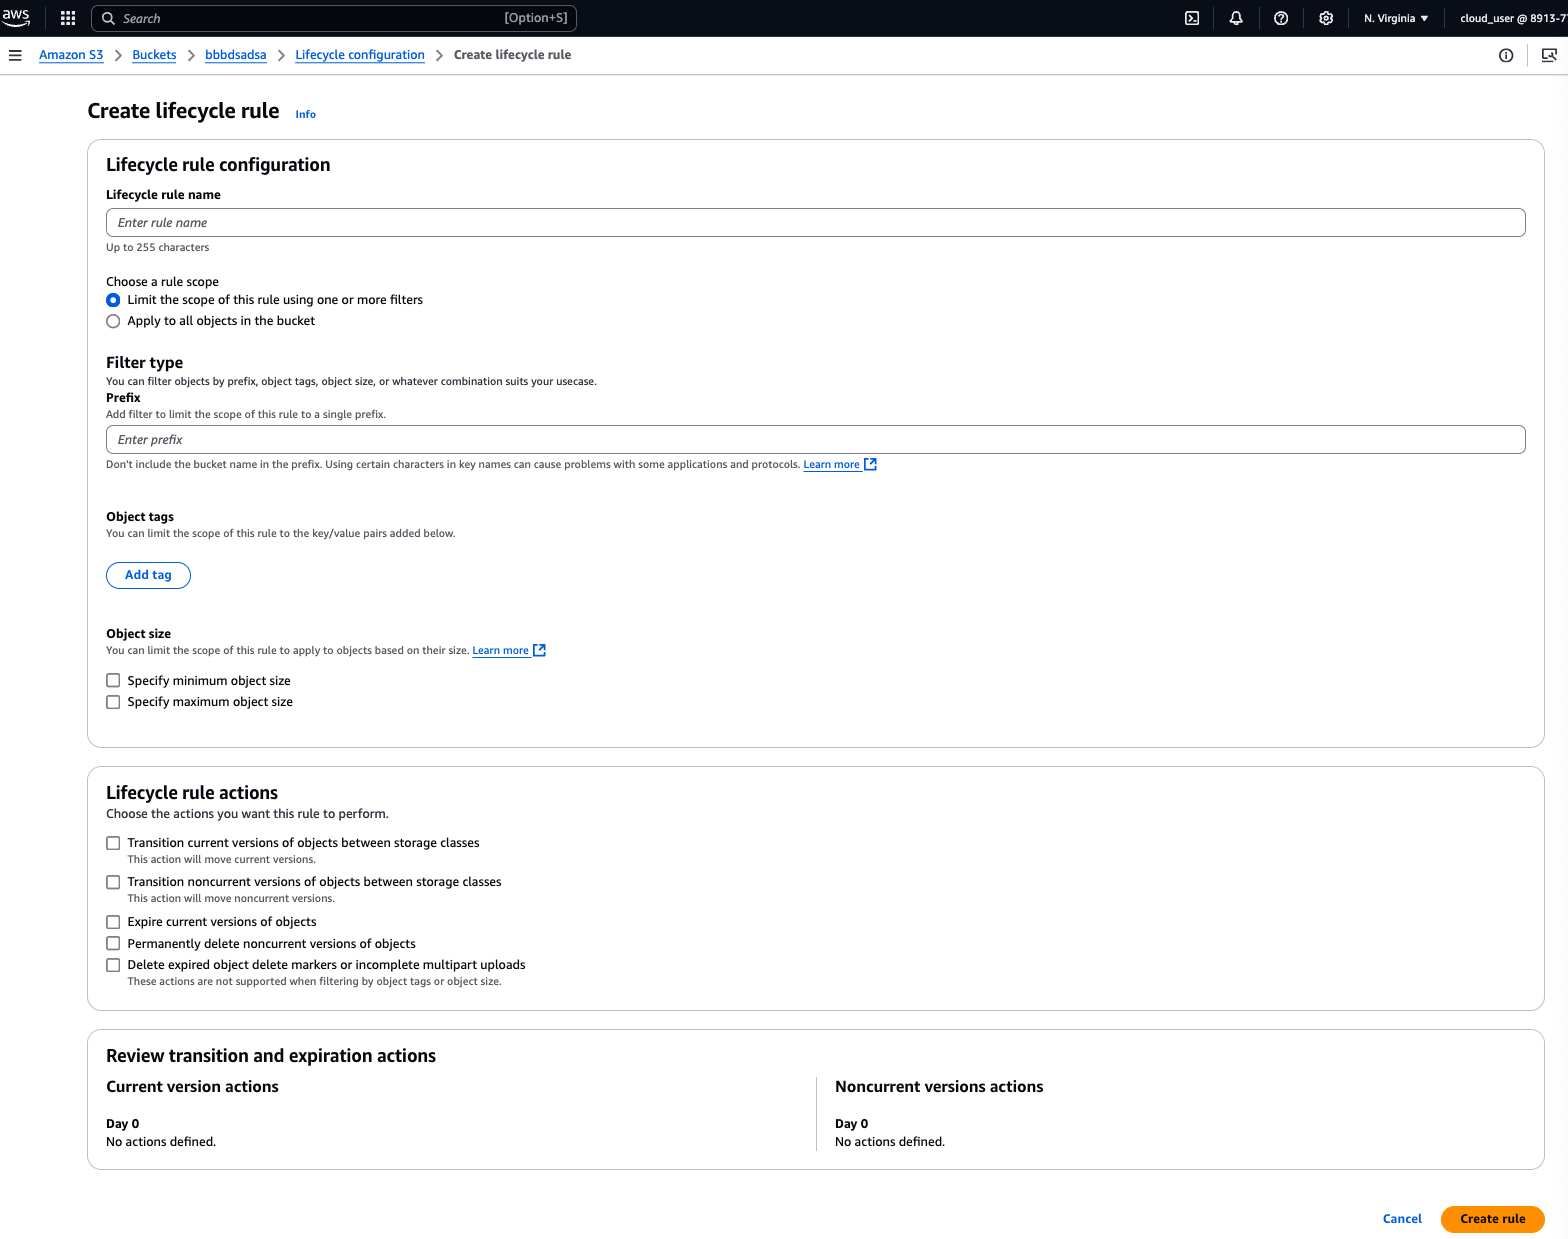 aws
Search [Option+S]
N. Virginia
cloud_user @ 8913-7
Amazon S3
Buckets
bbbdsadsa
Lifecycle configuration
Create lifecycle rule
Create lifecycle rule
Info
Lifecycle rule configuration
Lifecycle rule name
Enter rule name
Up to 255 characters
Choose a rule scope
Limit the scope of this rule using one or more filters
Apply to all objects in the bucket
Filter type
You can filter objects by prefix, object tags, object size, or whatever combination suits your usecase.
Prefix
Add filter to limit the scope of this rule to a single prefix.
Enter prefix
Don't include the bucket name in the prefix. Using certain characters in key names can cause problems with some applications and protocols. Learn more
Object tags
You can limit the scope of this rule to the key/value pairs added below.
Add tag
Object size
You can limit the scope of this rule to apply to objects based on their size. Learn more
Specify minimum object size
Specify maximum object size
Lifecycle rule actions
Choose the actions you want this rule to perform.
Transition current versions of objects between storage classes
This action will move current versions.
Transition noncurrent versions of objects between storage classes
This action will move noncurrent versions.
Expire current versions of objects
Permanently delete noncurrent versions of objects
Delete expired object delete markers or incomplete multipart uploads
These actions are not supported when filtering by object tags or object size.
Review transition and expiration actions
Current version actions
Day 0
No actions defined.
Noncurrent versions actions
Day 0
No actions defined.
Cancel
Create rule